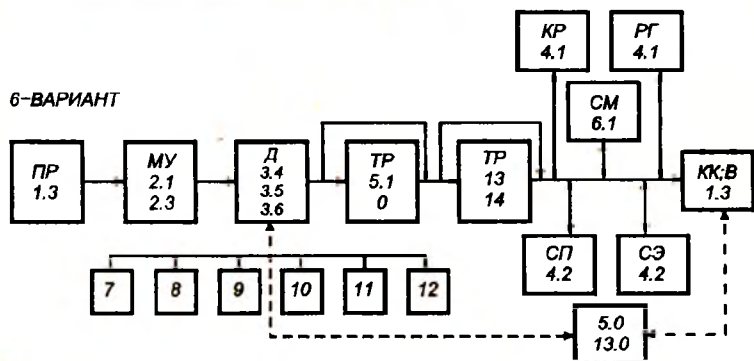 КР
4.1
РГ
4.1
6-ВАРИАНТ
СМ
6.1
ПР
1.3
МУ
2.1
2.3
Д
3.4
3.5
3.6
ТР
5.1
0
ТР
13
14
КК;В
1.3
СП
4.2
СЭ
4.2
7
8
9
10
11
12
5.0
13.0